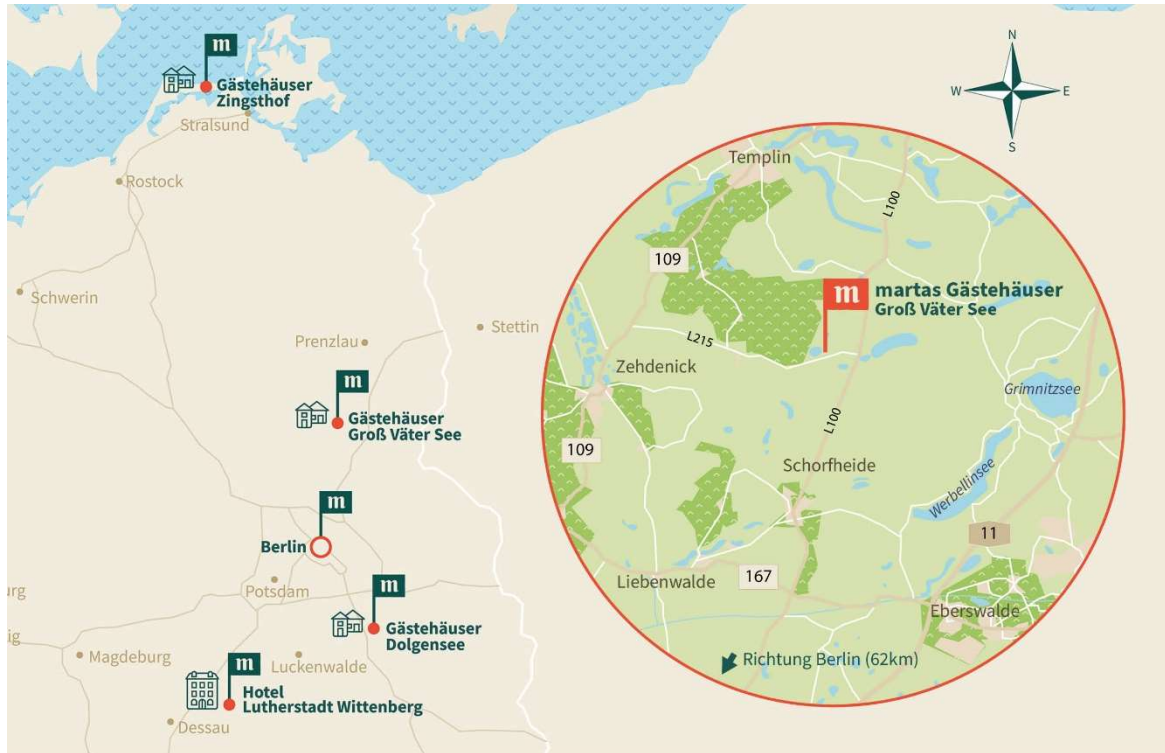 m
Gästehäuser
Zingsthof
Stralsund
Rostock
Schwerin
Stettin
Prenzlau
m
Gästehäuser
Groß Väter See
m
Berlin
Potsdam
m
Gästehäuser
Dolgensee
urg
ig
Magdeburg
Luckenwalde
m
Hotel
Lutherstadt Wittenberg
Dessau
N
W
E
S
Templin
L100
109
m
martas Gästehäuser
Groß Väter See
L215
Zehdenick
Grimnitzsee
L100
109
Schorfheide
Werbellinsee
11
Liebenwalde
167
Eberswalde
Richtung Berlin (62km)